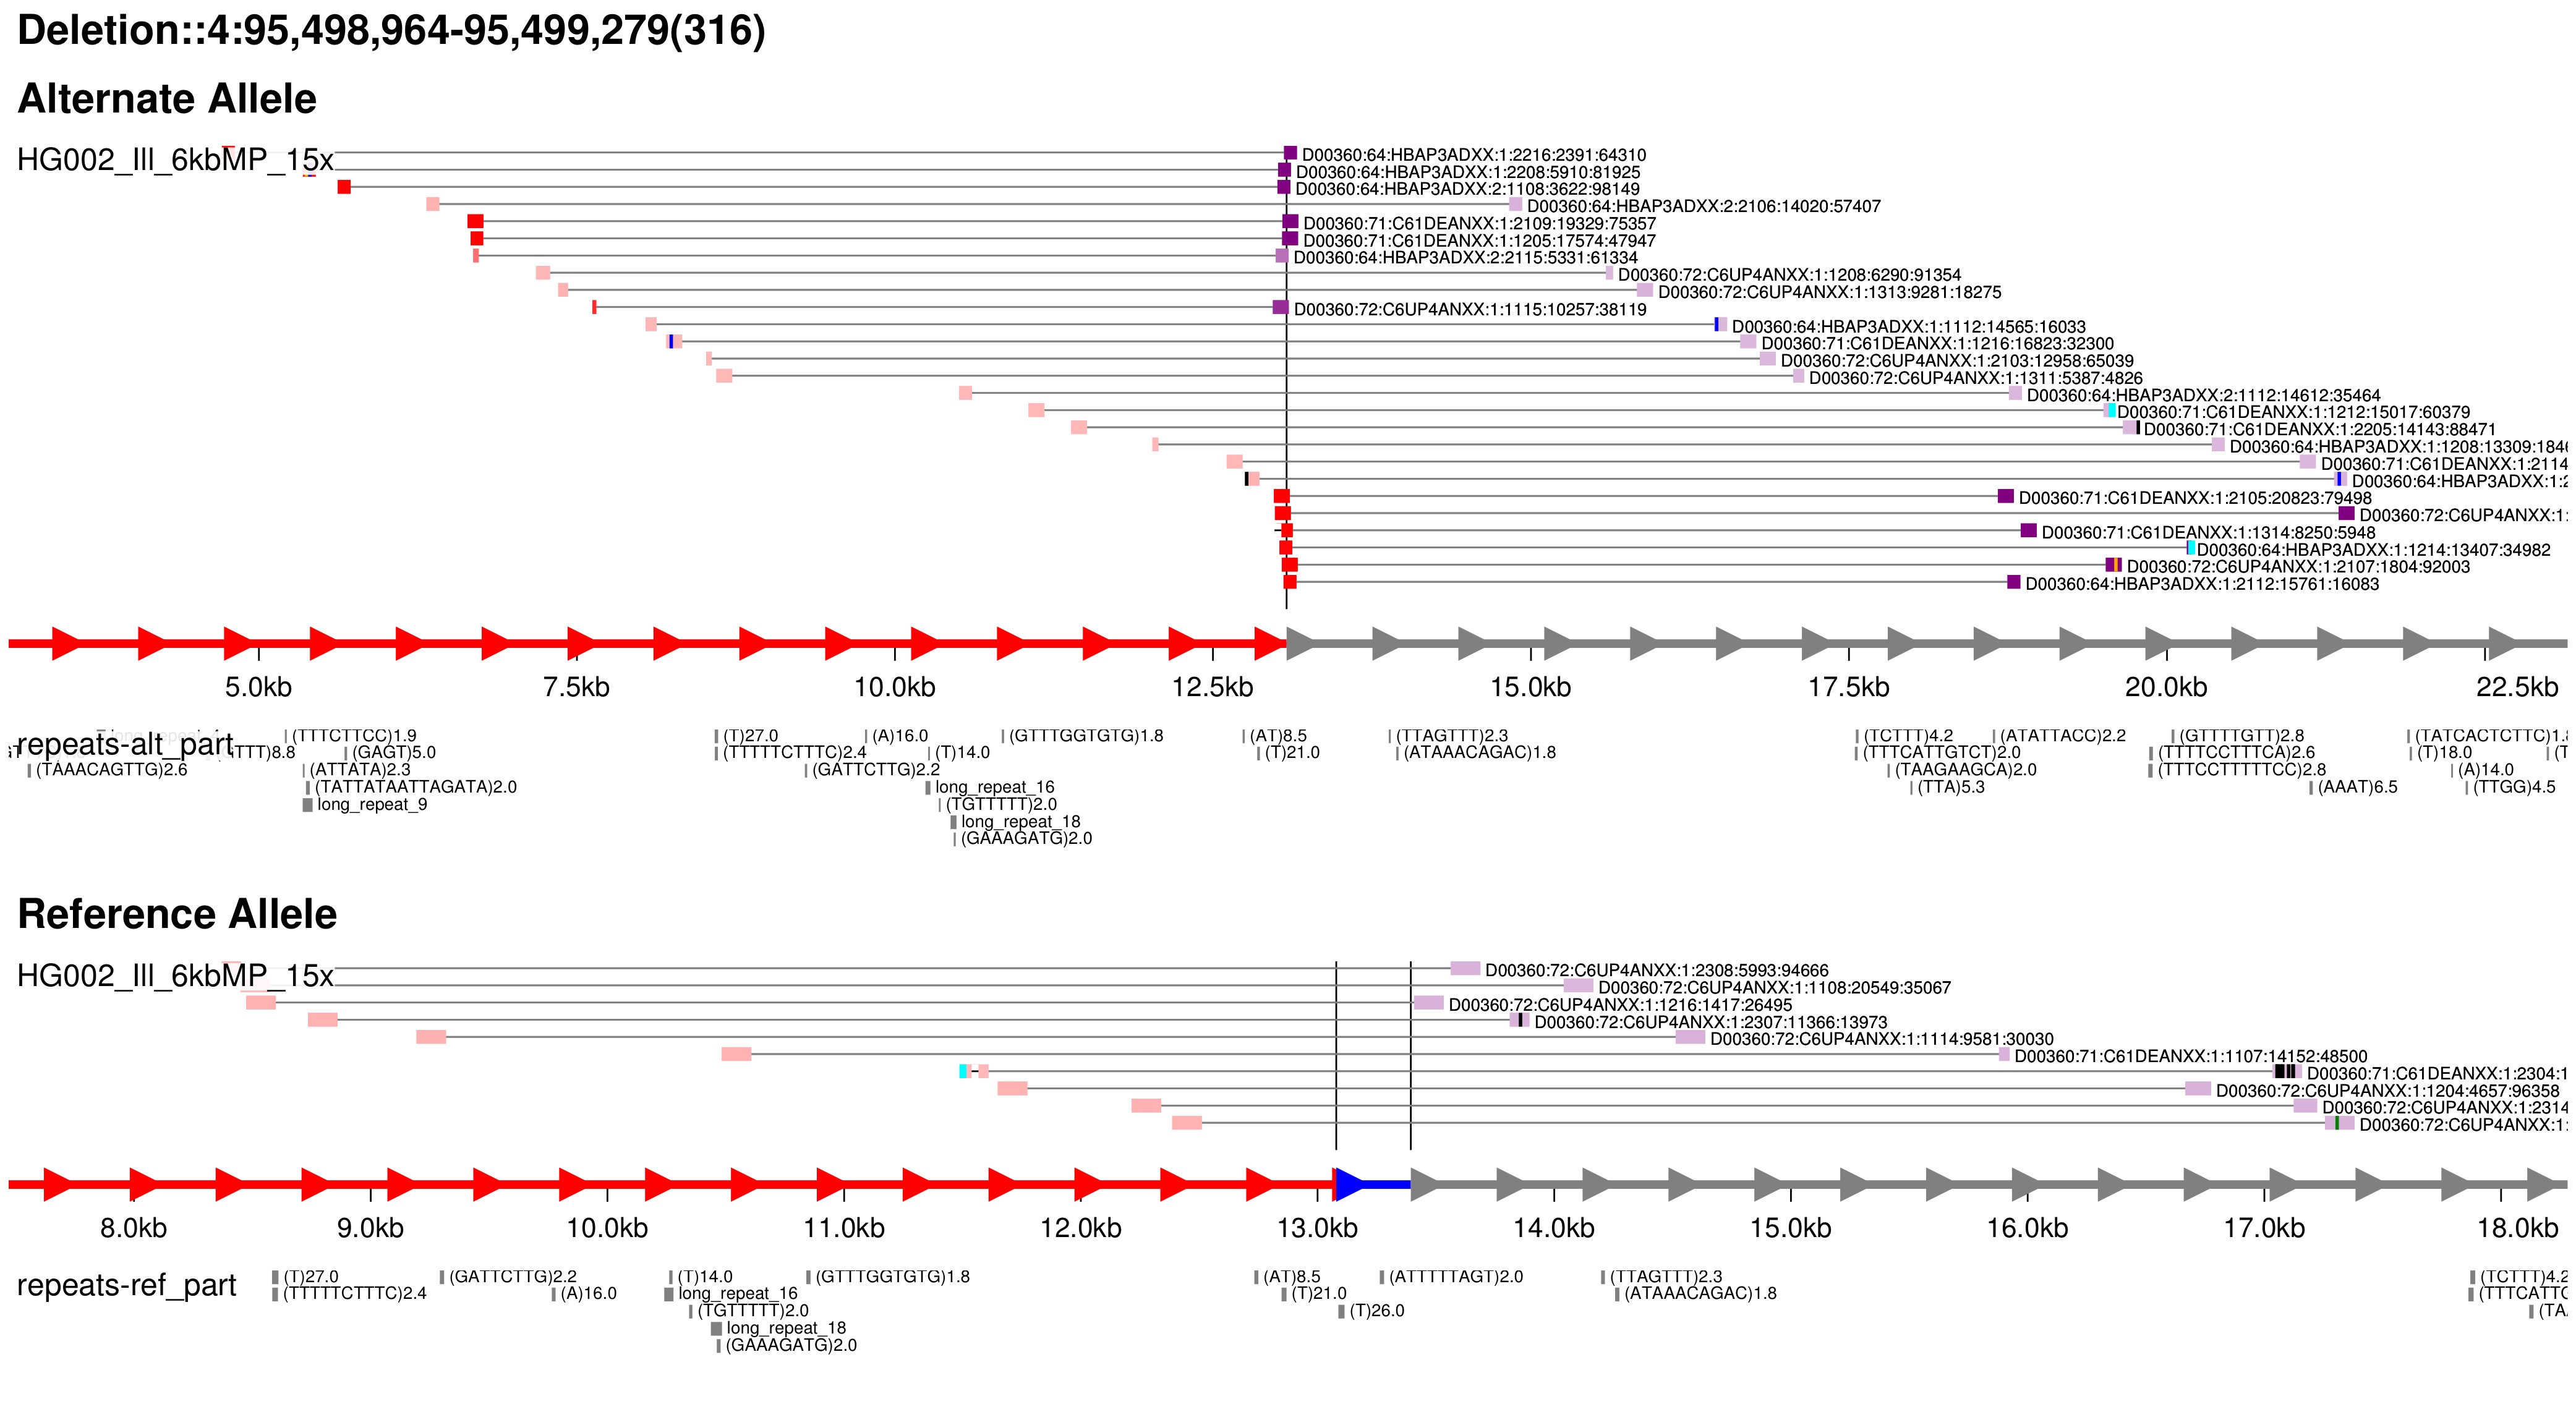 Deletion::4:95,498,964-95,499,279(316)
Alternate Allele
HG002_Ill_6kbMP_15x
D00360:64:HBAP3ADXX:1:2216:2391:64310
D00360:64:HBAP3ADXX:1:2208:5910:81925
D00360:64:HBAP3ADXX:2:1108:3622:98149
D00360:64:HBAP3ADXX:2:2106:14020:57407
D00360:71:C61DEANXX:1:2109:19329:75357
D00360:71:C61DEANXX:1:1205:17574:47947
D00360:64:HBAP3ADXX:2:2115:5331:61334
D00360:72:C6UP4ANXX:1:1208:6290:91354
D00360:72:C6UP4ANXX:1:1313:9281:18275
D00360:72:C6UP4ANXX:1:1115:10257:38119
D00360:64:HBAP3ADXX:1:1112:14565:16033
D00360:71:C61DEANXX:1:1216:16823:32300
D00360:72:C6UP4ANXX:1:2103:12958:65039
D00360:72:C6UP4ANXX:1:1311:5387:4826
D00360:64:HBAP3ADXX:2:1112:14612:35464
D00360:71:C61DEANXX:1:1212:15017:60379
D00360:71:C61DEANXX:1:2205:14143:88471
D00360:64:HBAP3ADXX:1:1208:13309:184
D00360:71:C61DEANXX:1:2114
D00360:64:HBAP3ADXX:1:2
D00360:71:C61DEANXX:1:2105:20823:79498
D00360:72:C6UP4ANXX:1:
D00360:71:C61DEANXX:1:1314:8250:5948
D00360:64:HBAP3ADXX:1:1214:13407:34982
D00360:72:C6UP4ANXX:1:2107:1804:92003
D00360:64:HBAP3ADXX:1:2112:15761:16083
5.0kb 7.5kb 10.0kb 12.5kb 15.0kb 17.5kb 20.0kb 22.5kb
repeats-alt_part
(TTTCTTCC)1.9 (T)27.0 (A)16.0 (GTTTGGTGTG)1.8 (AT)8.5 (TTAGTTT)2.3 (TCTTT)4.2 (ATATTACC)2.2 (GTTTTGTT)2.8 (TATCACTCTTC)1.8
TTT)8.8 (GAGT)5.0 (TTTTTCTTTC)2.4 (T)14.0 (T)21.0 (ATAAACAGAC)1.8 (TTTCATTGTCT)2.0 (TTTTCCTTTCA)2.6 (T)18.0 (T
(TAAACAGTTG)2.6 (ATTATA)2.3 (GATTCTTG)2.2 (TAAGAAGCA)2.0 (TTTCCTTTTTCC)2.8 (A)14.0
(TATTATAATTAGATA)2.0 long_repeat_16 (TTA)5.3 (AAAT)6.5 (TTGG)4.5
long_repeat_9 (TGTTTTT)2.0
long_repeat_18
(GAAAGATG)2.0
Reference Allele
HG002_Ill_6kbMP_15x
D00360:72:C6UP4ANXX:1:2308:5993:94666
D00360:72:C6UP4ANXX:1:1108:20549:35067
D00360:72:C6UP4ANXX:1:1216:1417:26495
D00360:72:C6UP4ANXX:1:2307:11366:13973
D00360:72:C6UP4ANXX:1:1114:9581:30030
D00360:71:C61DEANXX:1:1107:14152:48500
D00360:71:C61DEANXX:1:2304:1
D00360:72:C6UP4ANXX:1:1204:4657:96358
D00360:72:C6UP4ANXX:1:2314
D00360:72:C6UP4ANXX:1:
8.0kb 9.0kb 10.0kb 11.0kb 12.0kb 13.0kb 14.0kb 15.0kb 16.0kb 17.0kb 18.0kb
repeats-ref_part
(T)27.0 (GATTCTTG)2.2 (T)14.0 (GTTTGGTGTG)1.8 (AT)8.5 (ATTTTTAGT)2.0 (TTAGTTT)2.3 (TCTTT)4.2
(TTTTTCTTTC)2.4 (A)16.0 long_repeat_16 (T)21.0 (ATAAACAGAC)1.8 (TTTCATTG
(TGTTTTT)2.0 (T)26.0 (TA
long_repeat_18
(GAAAGATG)2.0